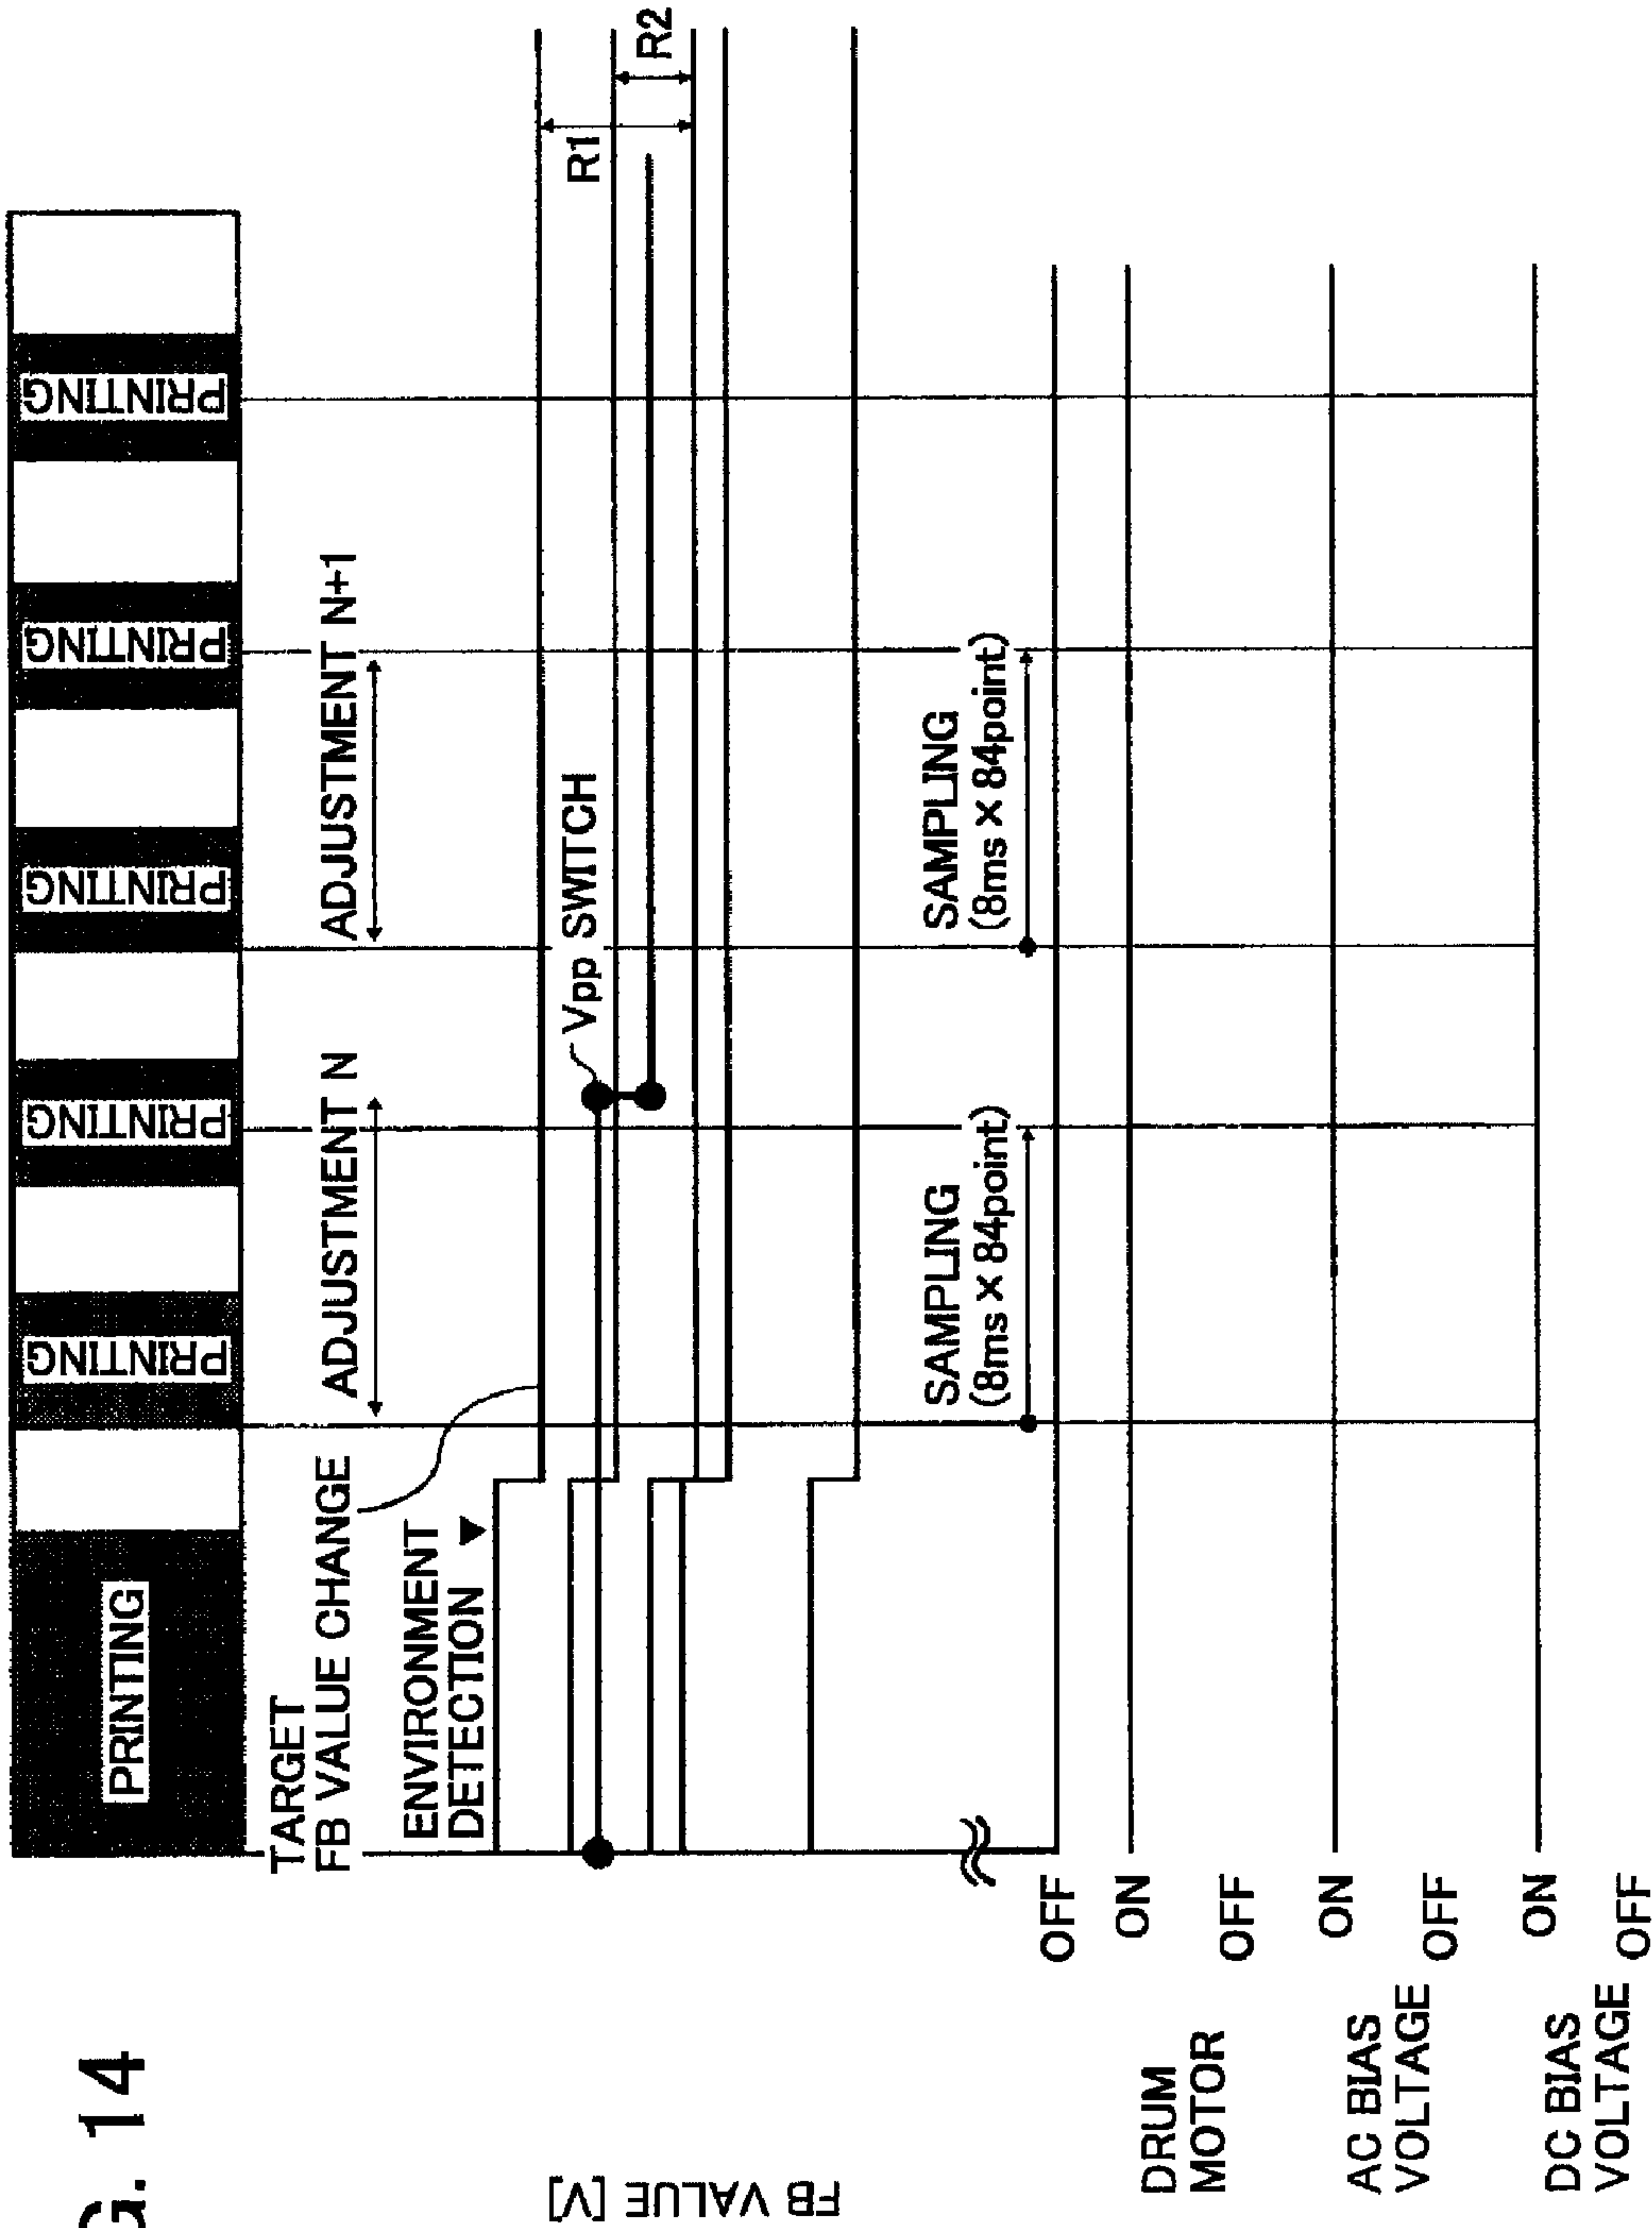 G. 14
PRINTING
PRINTING
PRINTING
PRINTING
PRINTING
PRINTING
TARGET
FB VALUE CHANGE
ADJUSTMENT N
ADJUSTMENT N+1
ENVIRONMENT
DETECTION
Vpp SWITCH
R1
R2
FB VALUE [V]
SAMPLING
(8ms × 84point)
SAMPLING
(8ms × 84point)
OFF
DRUM
MOTOR
ON
OFF
AC BIAS
VOLTAGE
ON
OFF
DC BIAS
VOLTAGE
ON
OFF